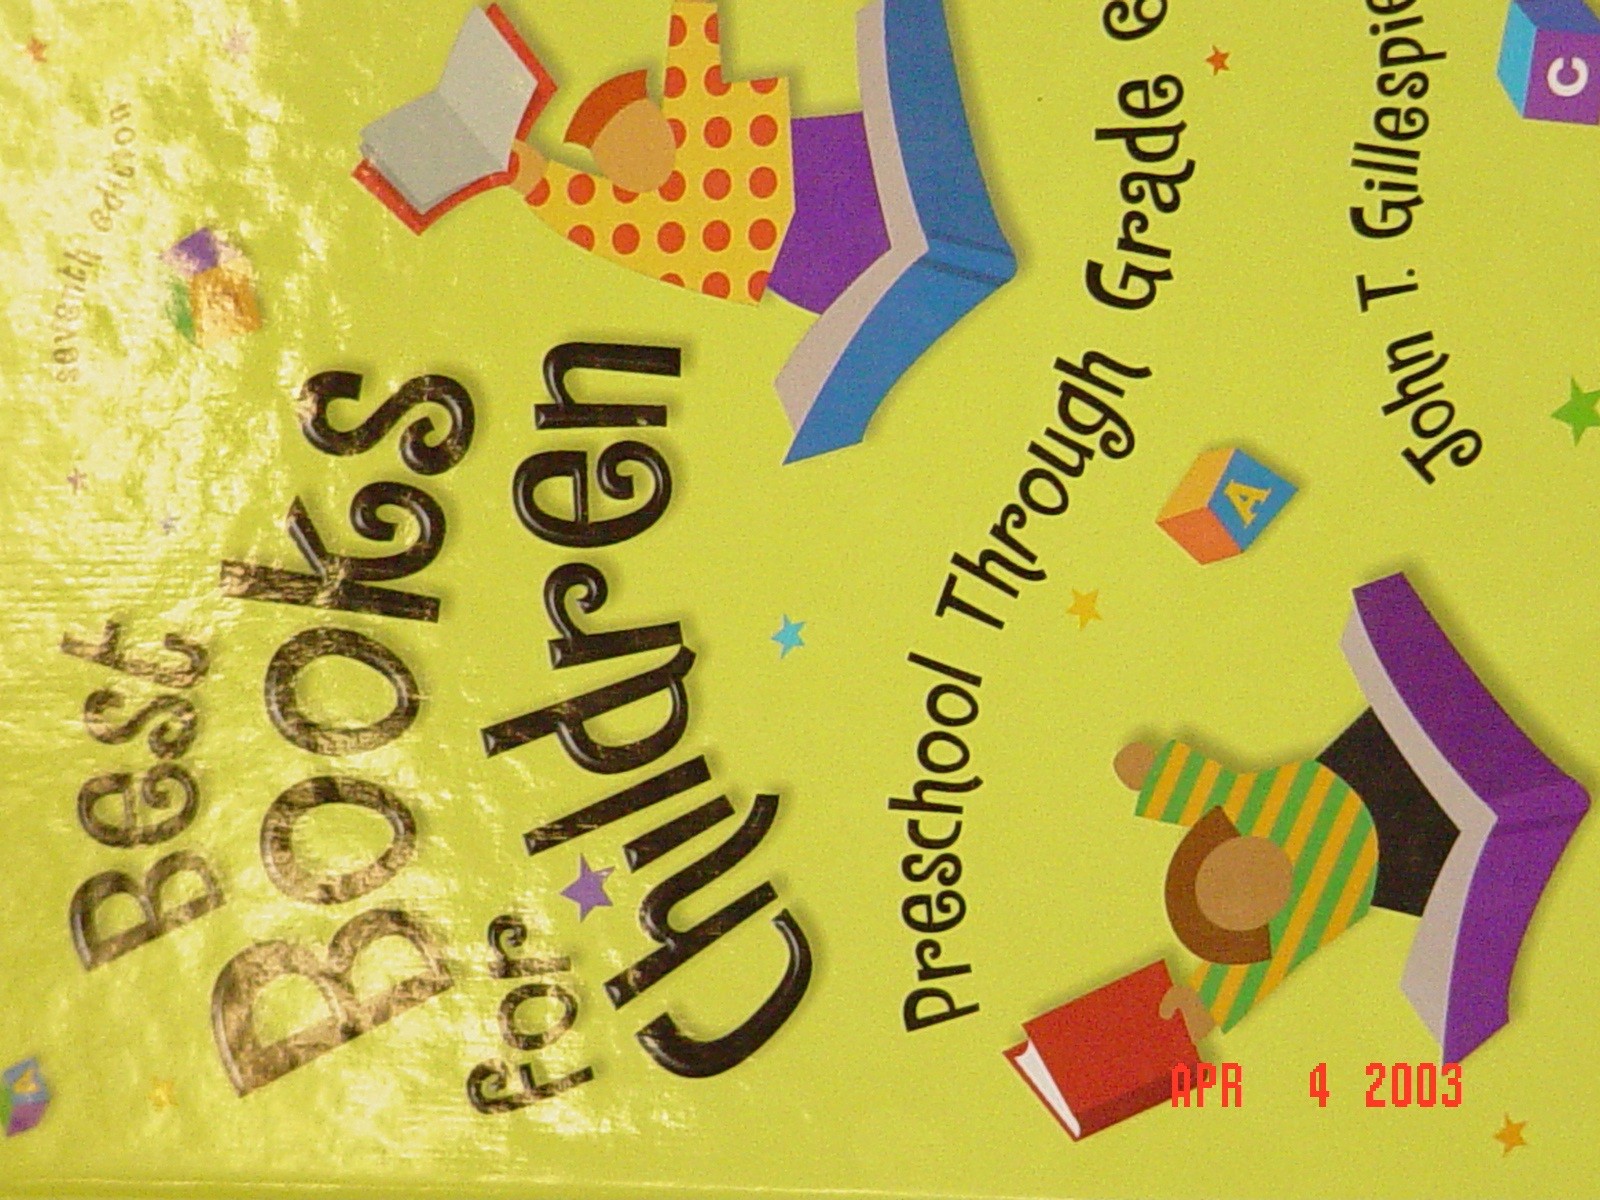 seventh edition
Best
Books
For
Children
Preschool Through Grade 6
John T. Gillespie
A
A
C
APR 4 2003